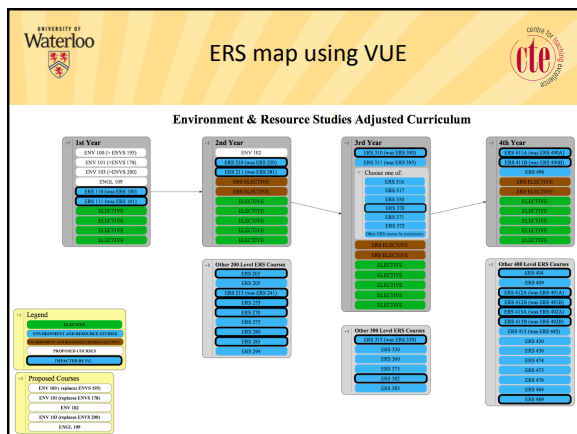 UNIVERSITY OF
Waterloo
ERS map using VUE
centre for teaching excellence
cte
Environment & Resource Studies Adjusted Curriculum
1st Year
ENV 100 (> ENVS 195)
ENV 101 (>ENVS 178)
ENV 103 (>ENVS 200)
ENGL 109
ERS 110 (was ERS 100)
ERS 111 (was ERS 101)
ELECTIVE
ELECTIVE
ELECTIVE
ELECTIVE
2nd Year
ENV 102
ERS 210 (was ERS 250)
ERS 211 (was ERS 381)
ERS ELECTIVE
ERS ELECTIVE
ELECTIVE
ELECTIVE
ELECTIVE
ELECTIVE
ELECTIVE
Other 200 Level ERS Courses
ERS 203
ERS 205
ERS 215 (was ERS 241)
ERS 253
ERS 270
ERS 275
ERS 280
ERS 283
ERS 294
3rd Year
ERS 310 (was ERS 390)
ERS 311 (was ERS 395)
Choose one of:
ERS 316
ERS 317
ERS 350
ERS 370
ERS 371
ERS 372
Other ERS course by permission
ERS ELECTIVE
ERS ELECTIVE
ELECTIVE
ELECTIVE
ELECTIVE
ELECTIVE
ELECTIVE
Other 300 Level ERS Courses
ERS 315 (was ERS 339)
ERS 330
ERS 360
ERS 375
ERS 382
ERS 383
4th Year
ERS 411A (was ERS 490A)
ERS 411B (was ERS 490B)
ERS 496
ERS ELECTIVE
ERS ELECTIVE
ELECTIVE
ELECTIVE
ELECTIVE
ELECTIVE
ELECTIVE
Other 400 Level ERS Courses
ERS 404
ERS 409
ERS 412A (was ERS 491A)
ERS 412B (was ERS 491B)
ERS 413A (was ERS 492A)
ERS 413B (was ERS 492B)
ERS 415 (was ERS 445)
ERS 430
ERS 456
ERS 474
ERS 475
ERS 476
ERS 484
ERS 489
Legend
ELECTIVE
ENVIRONMENT AND RESOURCE STUDIES
PROPOSED COURSES
IMPACTED BY P.C.
Proposed Courses
ENV 100 ( replaces ENVS 195)
ENV 101 (replaces ENVS 178)
ENV 102
ENV 103 (replaces ENVS 200)
ENGL 109